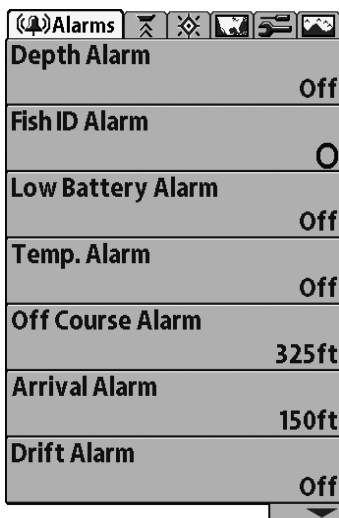 Alarms
Depth Alarm
Off
Fish ID Alarm
O
Low Battery Alarm
Off
Temp. Alarm
Off
Off Course Alarm
325ft
Arrival Alarm
150ft
Drift Alarm
Off